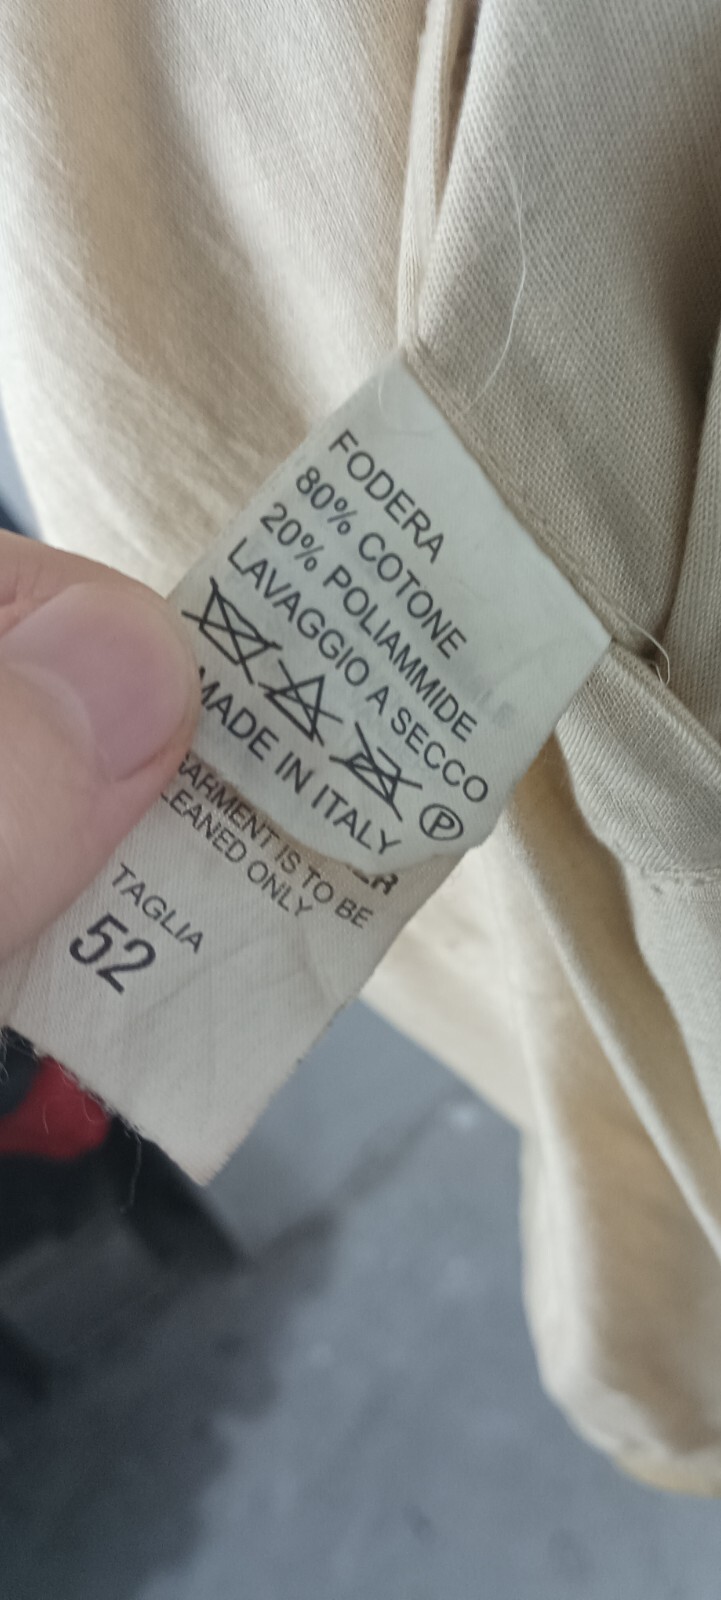 FODERA
80% COTONE
20% POLIAMMIDE
LAVAGGIO A SECCO
P
MADE IN ITALY
GARMENT IS TO BE
CLEANED ONLY
TAGLIA
52